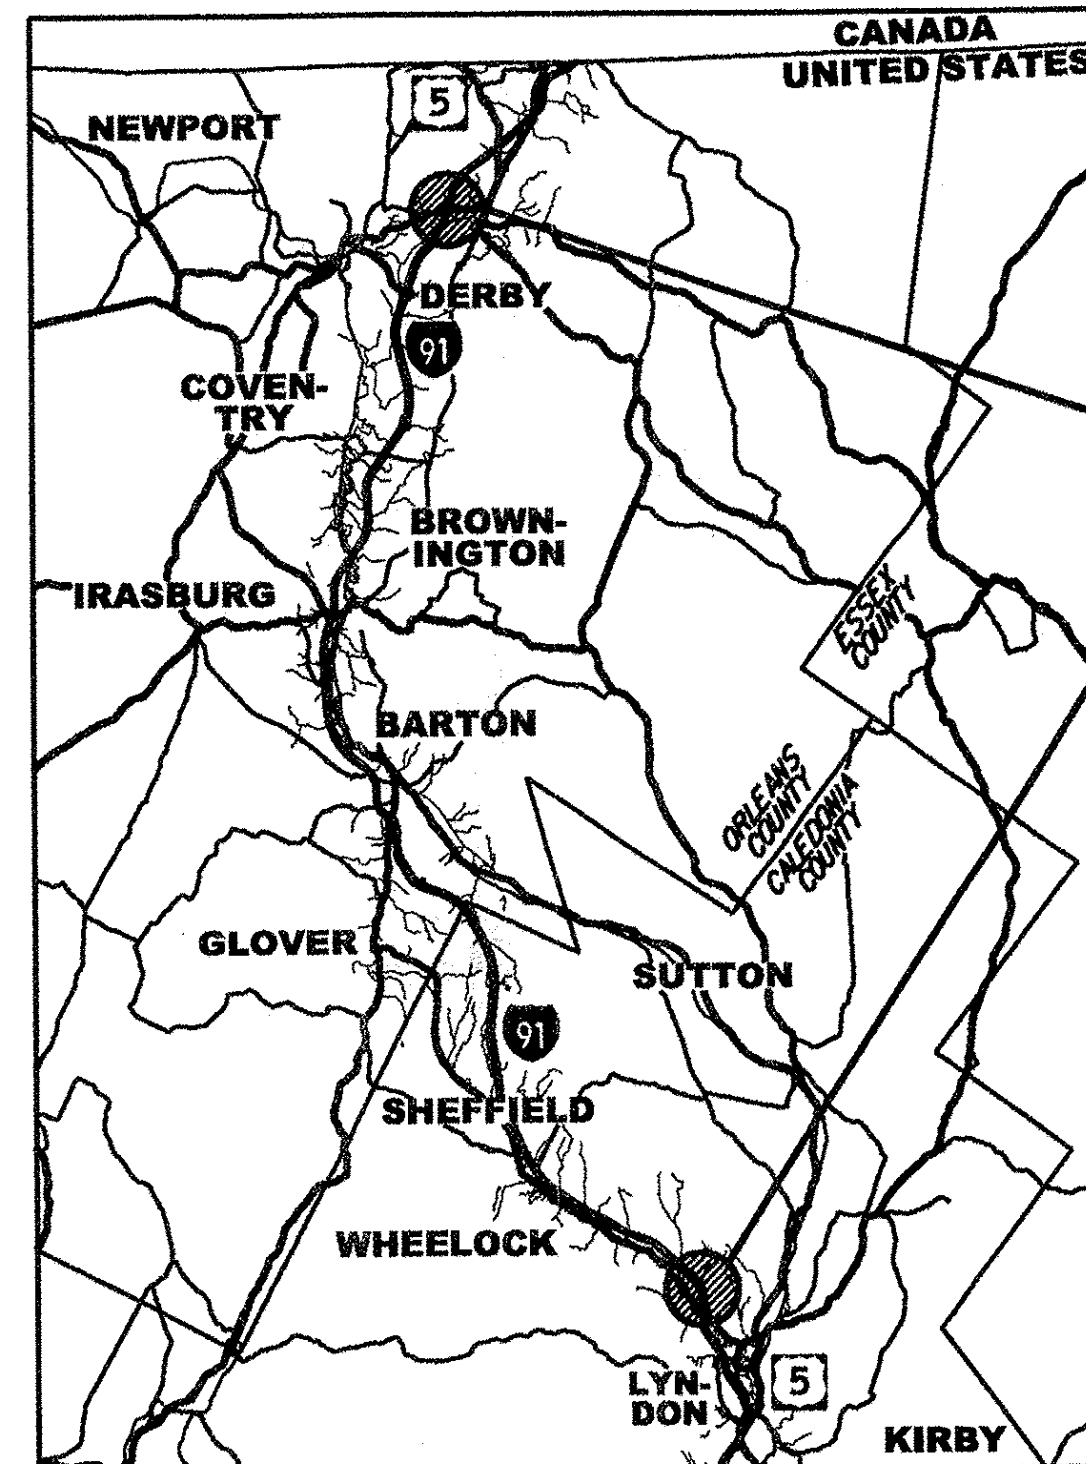 CANADA
UNITED STATES
5
NEWPORT
DERBY
91
COVEN-
TRY
BROWN-
INGTON
IRASBURG
ESSEX
COUNTY
BARTON
ORLEANS
COUNTY
CALEDONIA
COUNTY
GLOVER
SUTTON
91
SHEFFIELD
WHEELOCK
LYN-
DON
5
KIRBY